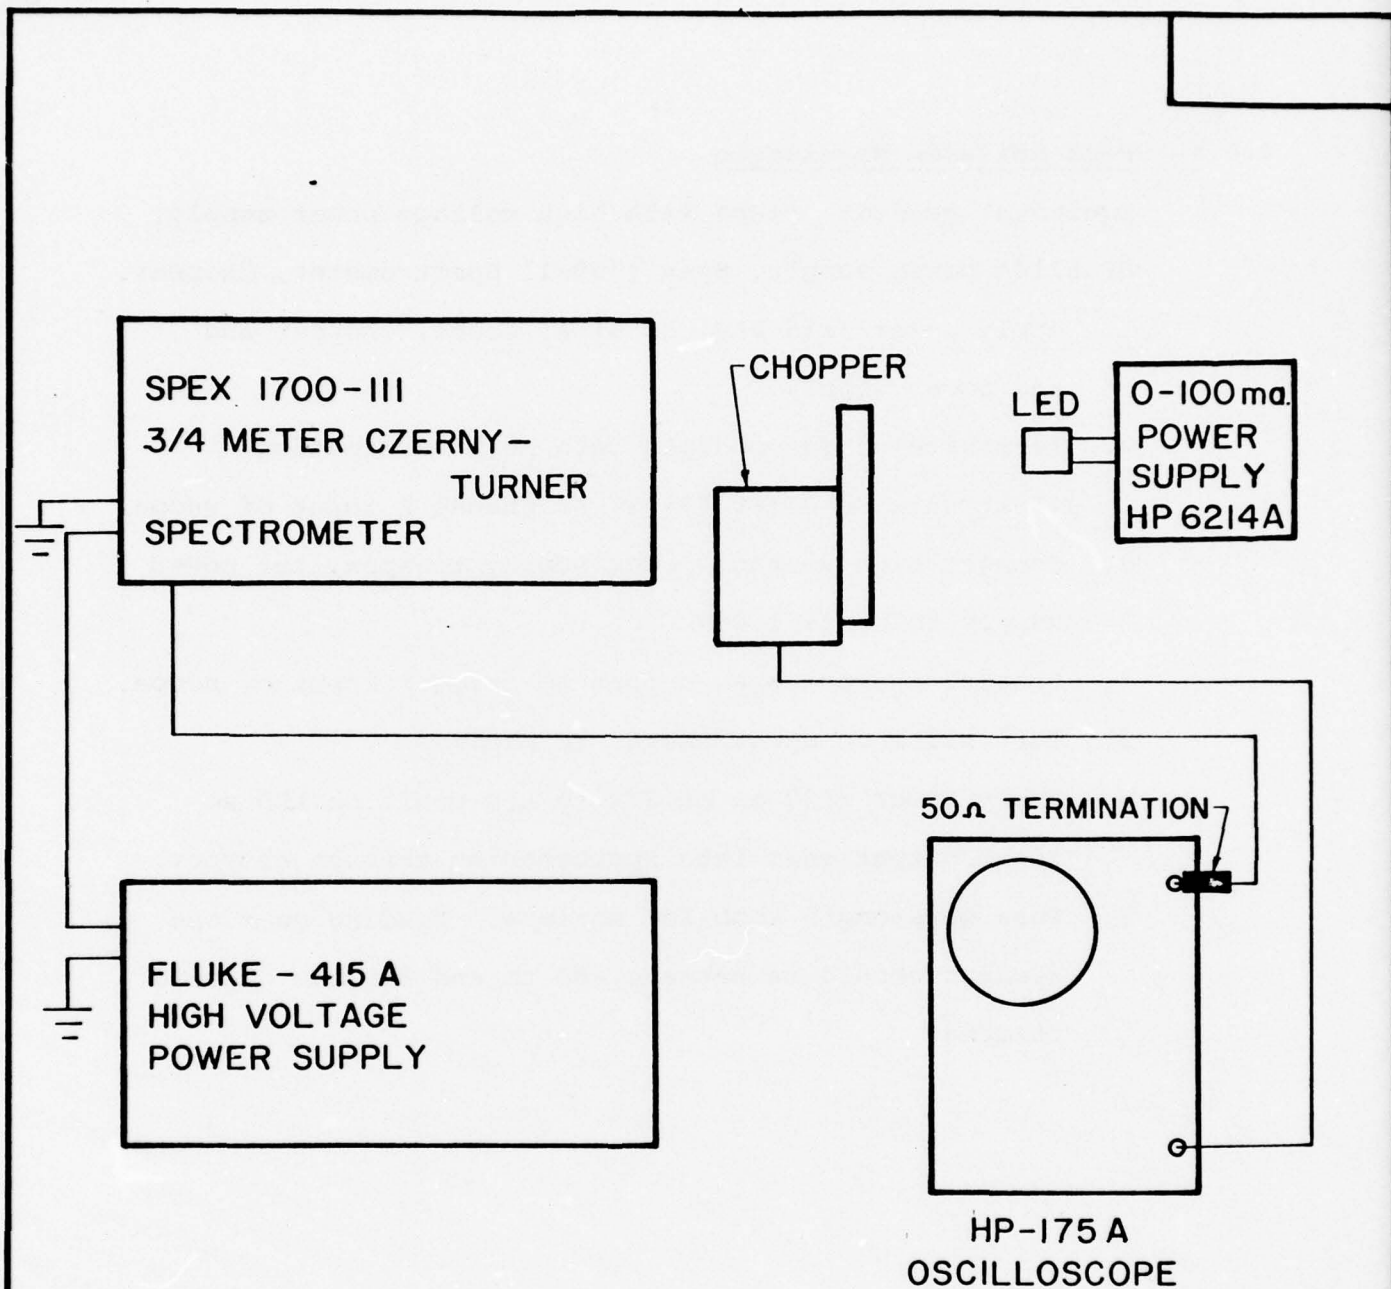 SPEX 1700-111
3/4 METER CZERNY-
TURNER
SPECTROMETER
CHOPPER
LED
0-100 ma.
POWER
SUPPLY
HP 6214A
50Ω TERMINATION
FLUKE - 415 A
HIGH VOLTAGE
POWER SUPPLY
HP-175 A
OSCILLOSCOPE